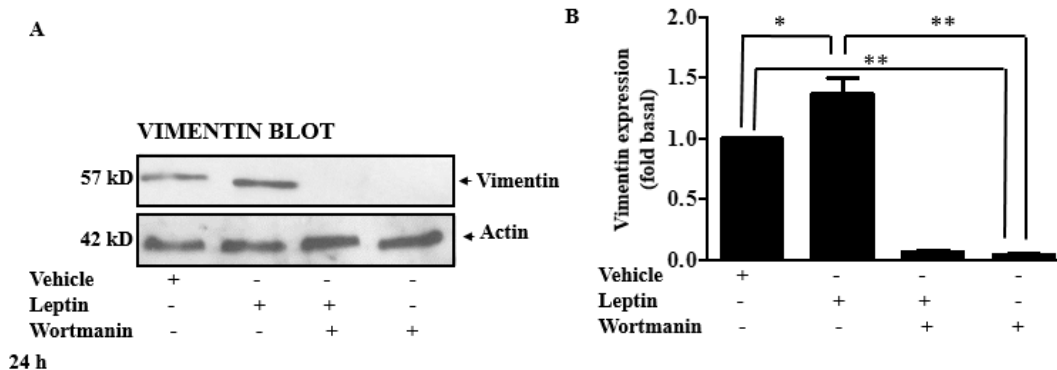 A
VIMENTIN BLOT
57 kD
Vimentin
42 kD
Actin
Vehicle + - - -
Leptin - + + -
Wortmanin - - + +
24 h
B
Vimentin expression
(fold basal)
2.0
1.5
1.0
0.5
0.0
*
**
**
Vehicle + - - -
Leptin - + + -
Wortmanin - - + +